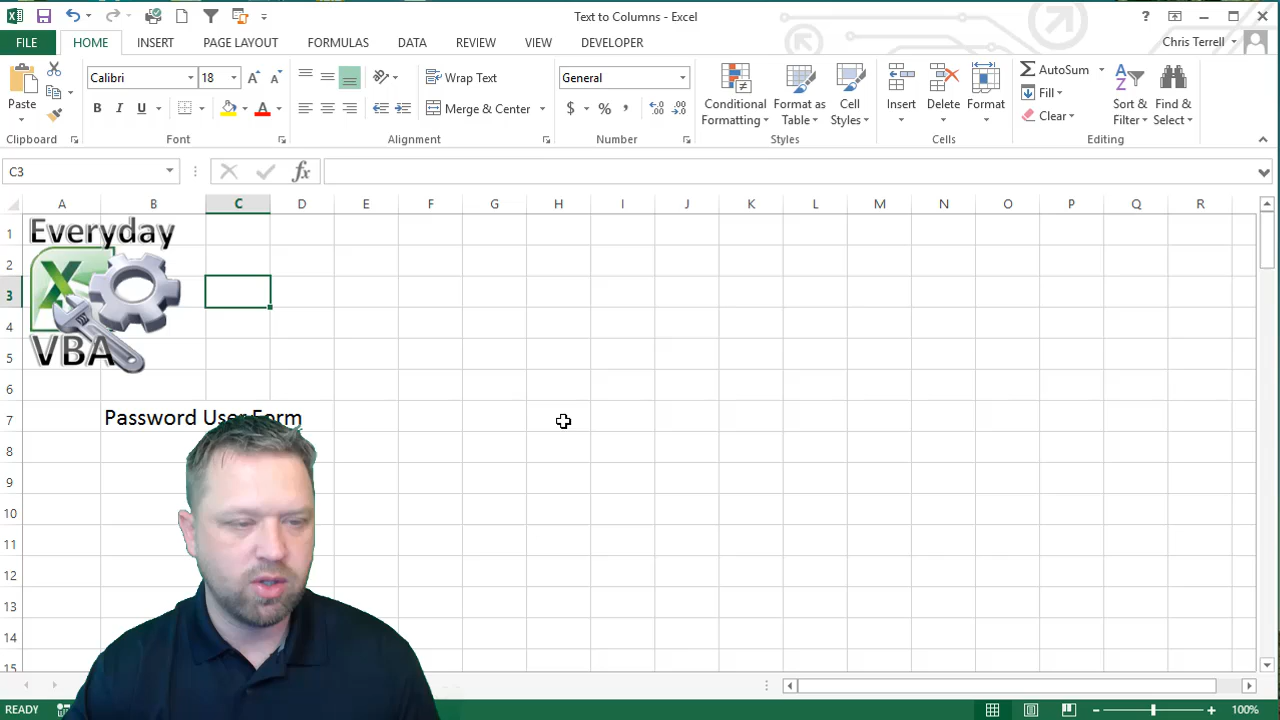 Text to Columns - Excel
?
FILE HOME INSERT PAGE LAYOUT FORMULAS DATA REVIEW VIEW DEVELOPER
Chris Terrell
Paste
Clipboard
Calibri 18
B I U A
Font
Wrap Text
Merge & Center
Alignment
General
$ % ,
Number
Conditional Formatting
Format as Table
Cell Styles
Styles
Insert
Delete
Format
Cells
AutoSum
Fill
Clear
Sort & Filter
Find & Select
Editing
C3
fx
A B C D E F G H I J K L M N O P Q R
1
2
3
4
5
6
7
8
9
10
11
12
13
14
15
Everyday
VBA
Password User Form
READY
100%